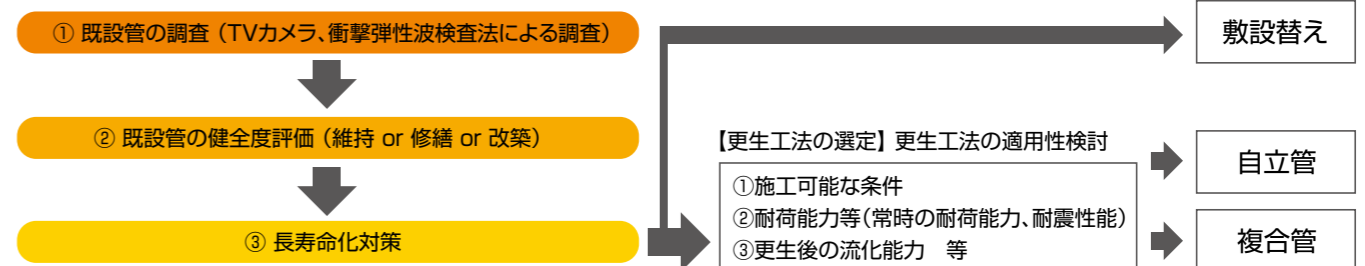 ① 既設管の調査（TVカメラ、衝撃弾性波検査法による調査）
② 既設管の健全度評価（維持 or 修繕 or 改築）
③ 長寿命化対策
敷設替え
【更生工法の選定】更生工法の適用性検討
①施工可能な条件
②耐荷能力等（常時の耐荷能力、耐震性能）
③更生後の流化能力　等
自立管
複合管